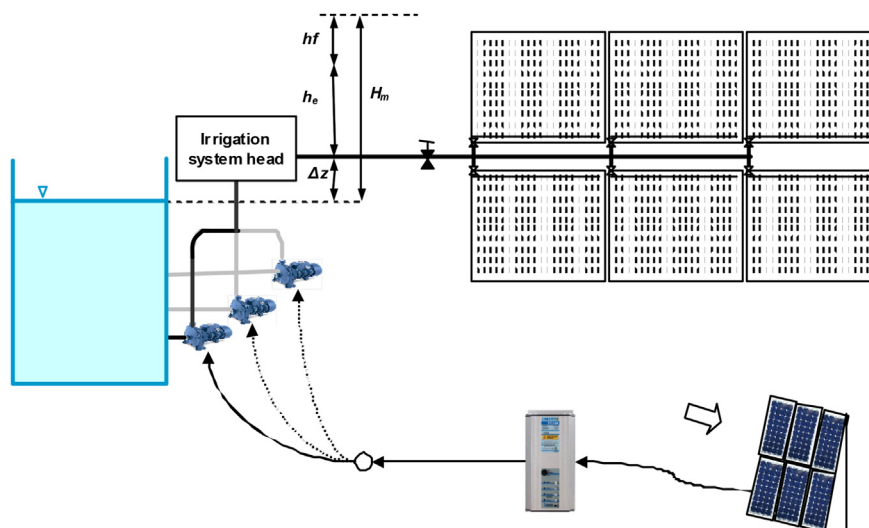 hf
he
Hm
Irrigation
system head
Δz